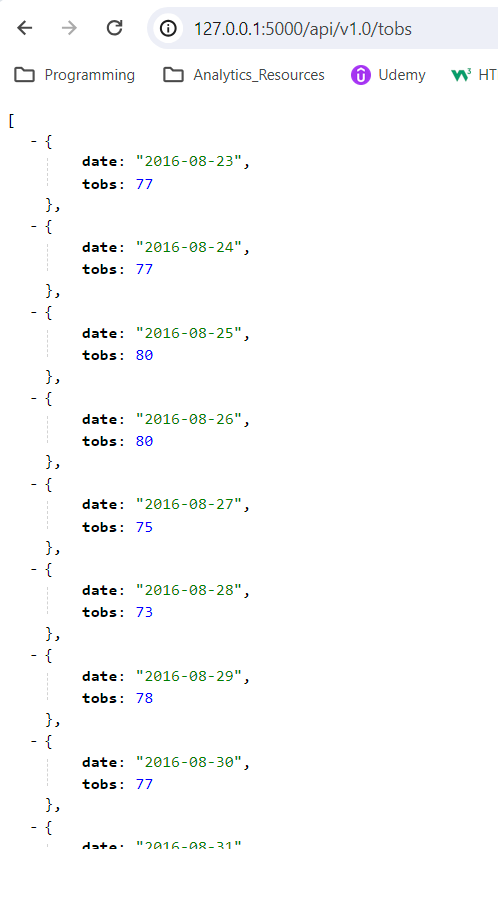 127.0.0.1:5000/api/v1.0/tobs
Programming Analytics_Resources Udemy HT
[
- {
date: "2016-08-23",
tobs: 77
},
- {
date: "2016-08-24",
tobs: 77
},
- {
date: "2016-08-25",
tobs: 80
},
- {
date: "2016-08-26",
tobs: 80
},
- {
date: "2016-08-27",
tobs: 75
},
- {
date: "2016-08-28",
tobs: 73
},
- {
date: "2016-08-29",
tobs: 78
},
- {
date: "2016-08-30",
tobs: 77
},
- {
date: "2016-08-31"